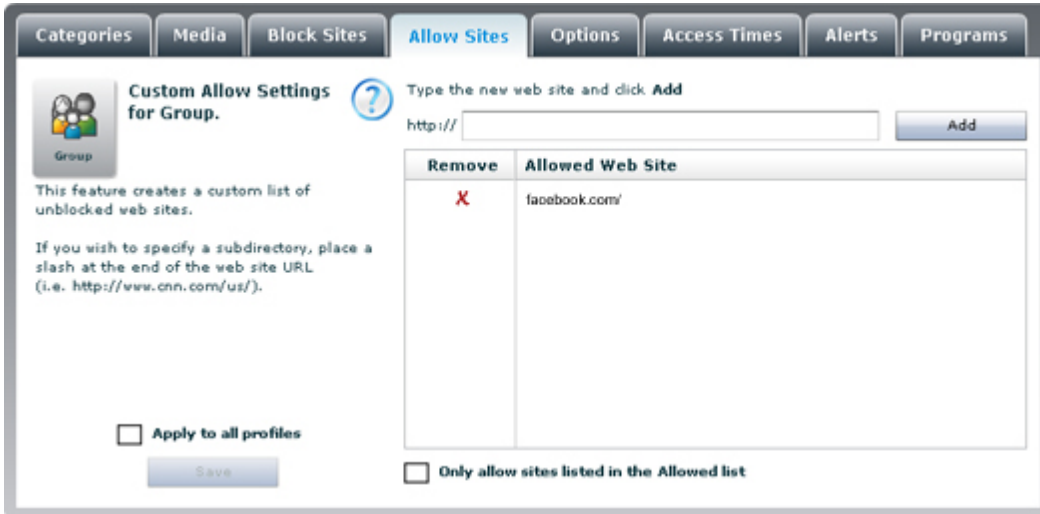 Categories
Media
Block Sites
Allow Sites
Options
Access Times
Alerts
Programs
Custom Allow Settings
for Group.
?
Group
This feature creates a custom list of
unblocked web sites.
If you wish to specify a subdirectory, place a
slash at the end of the web site URL
(i.e. http://www.cnn.com/us/).
Apply to all profiles
Save
Type the new web site and click Add
http://
Add
Remove
Allowed Web Site
X
facebook.com/
Only allow sites listed in the Allowed list